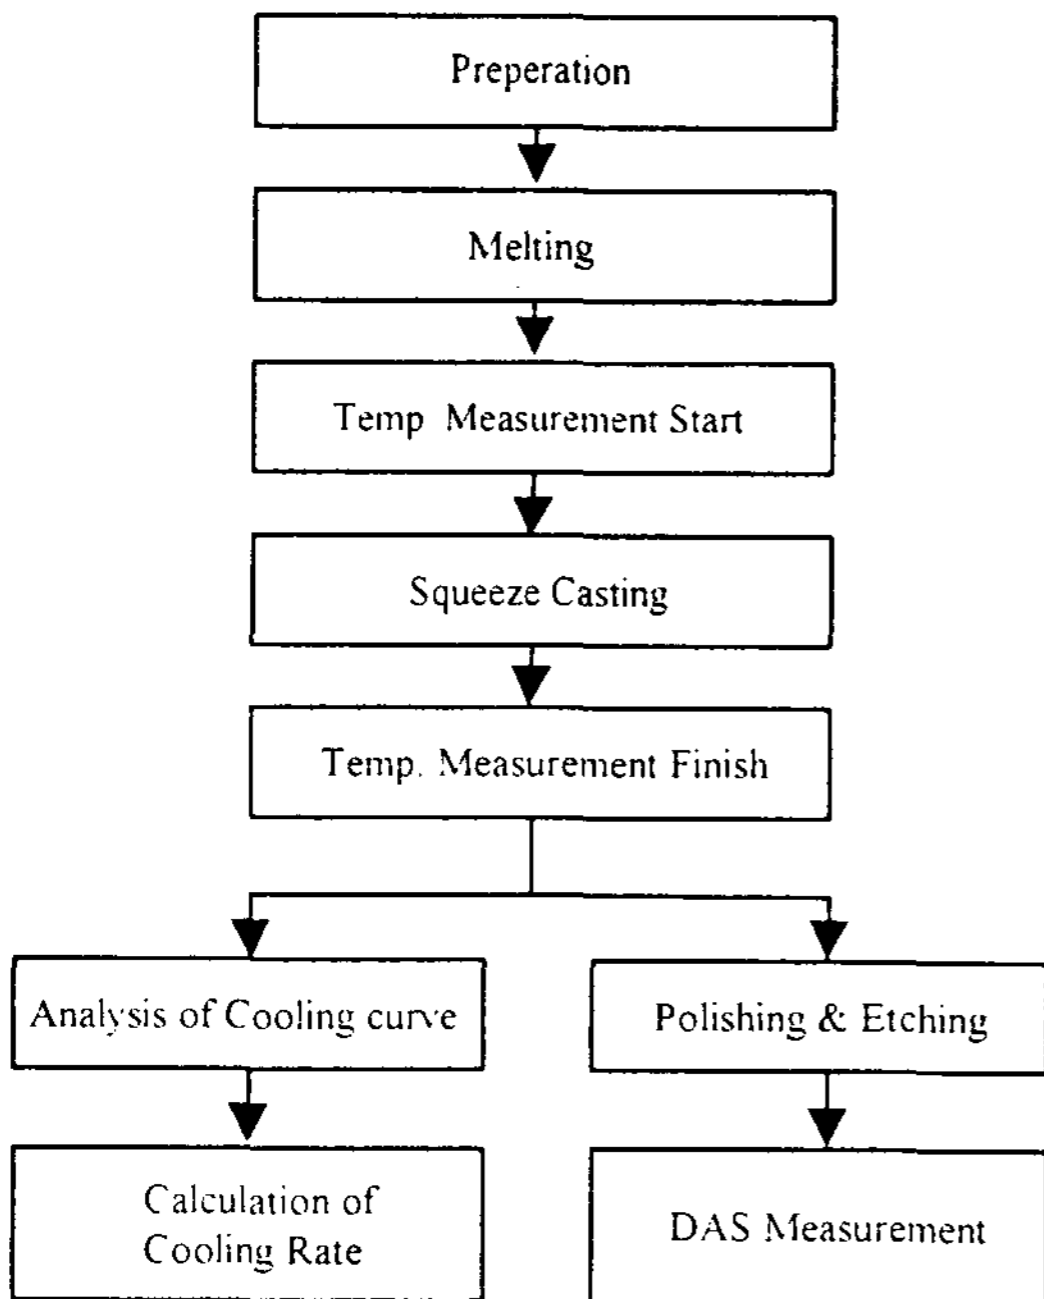 Preperation
Melting
Temp Measurement Start
Squeeze Casting
Temp. Measurement Finish
Analysis of Cooling curve
Polishing & Etching
Calculation of
Cooling Rate
DAS Measurement